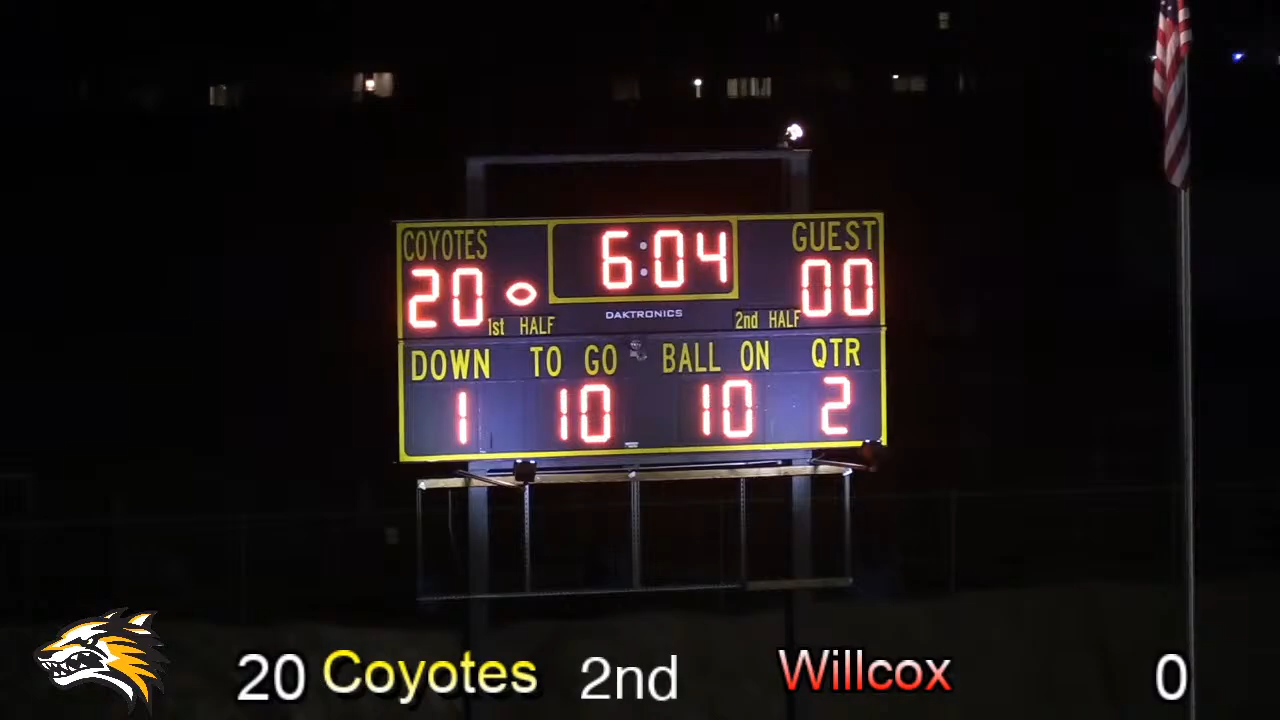 COYOTES 6:04 GUEST
20 00
1st HALF DAKTRONICS 2nd HALF
DOWN TO GO BALL ON QTR
1 10 10 2
20 Coyotes 2nd Willcox 0